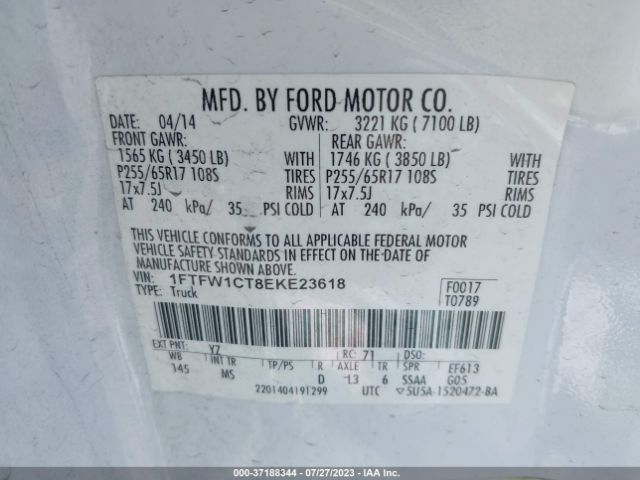 MFD. BY FORD MOTOR CO.
DATE: 04/14 GVWR: 3221 KG (7100 LB)
FRONT GAWR: REAR GAWR:
1565 KG (3450 LB) WITH 1746 KG (3850 LB) WITH
P255/65R17 108S TIRES P255/65R17 108S TIRES
17x7.5J RIMS 17x7.5J RIMS
AT 240 kPa/ 35 PSI COLD AT 240 kPa/ 35 PSI COLD
THIS VEHICLE CONFORMS TO ALL APPLICABLE FEDERAL MOTOR
VEHICLE SAFETY STANDARDS IN EFFECT ON THE DATE OF
MANUFACTURE SHOWN ABOVE.
VIN: 1FTFW1CT8EKE23618 F0017
TYPE: Truck T0789
EXT PNT: YZ RC: 71 DSO:
WB INT TR TP/PS R AXLE TR SPR EF613
145 MS D L3 6 SSAA G05
2201404191299 UTC 5U5A-1520472-BA
000-37188344 / 07/27/2023 - IAA Inc.